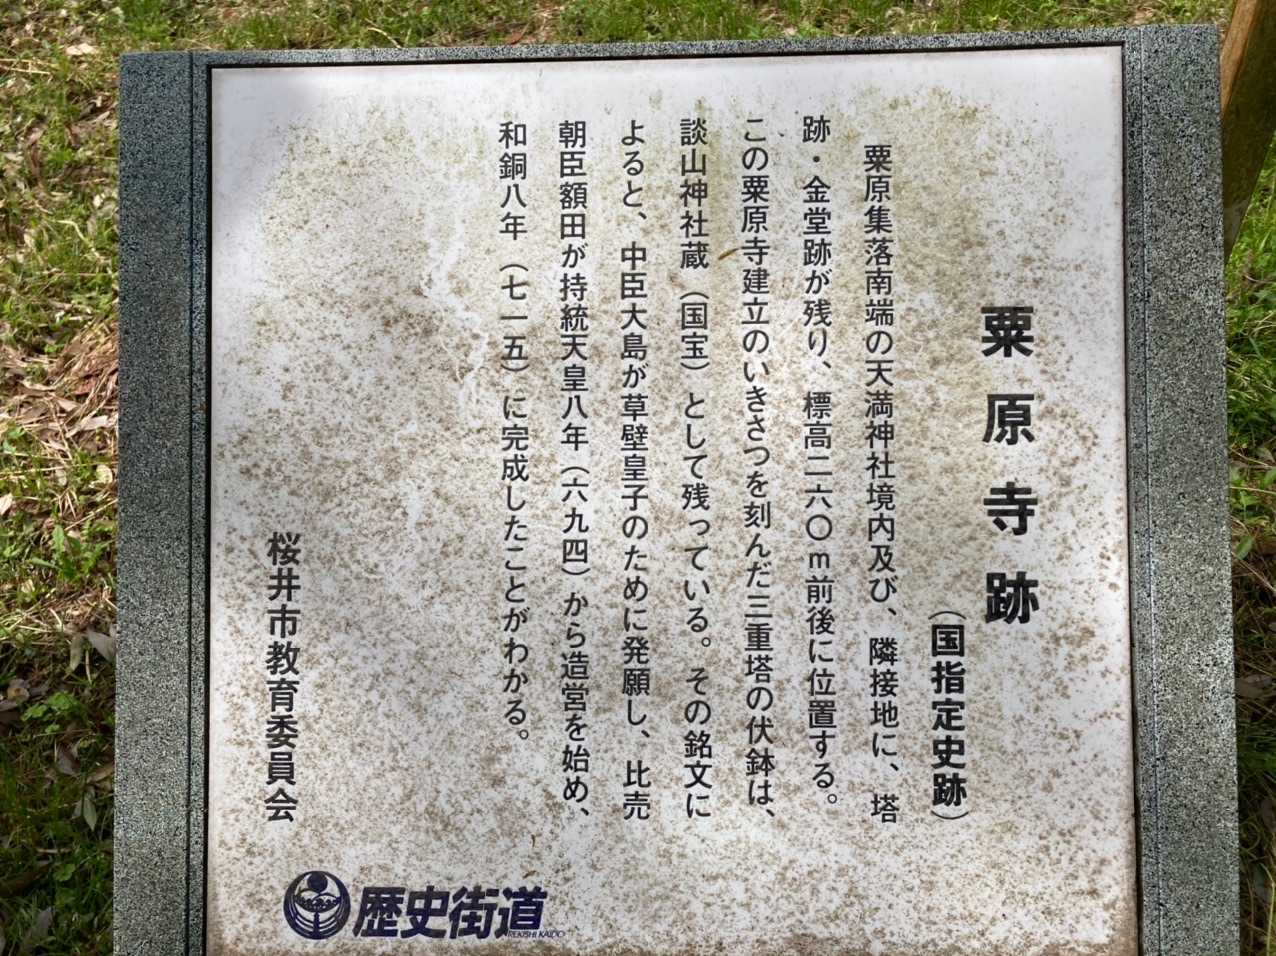 粟原寺跡
（国指定史跡）
粟原集落南端の天満神社境内及び、隣接地に、塔
跡・金堂跡が残り、標高二六〇ｍ前後に位置する。
この粟原寺建立のいきさつを刻んだ三重塔の伏鉢は、
談山神社蔵（国宝）として残っている。その銘文に
よると、中臣大島が草壁皇子のために発願し、比売
朝臣額田が持統天皇八年（六九四）から造営を始め、
和銅八年（七一五）に完成したことがわかる。
桜井市教育委員会
歴史街道
REKISHI KAIDO